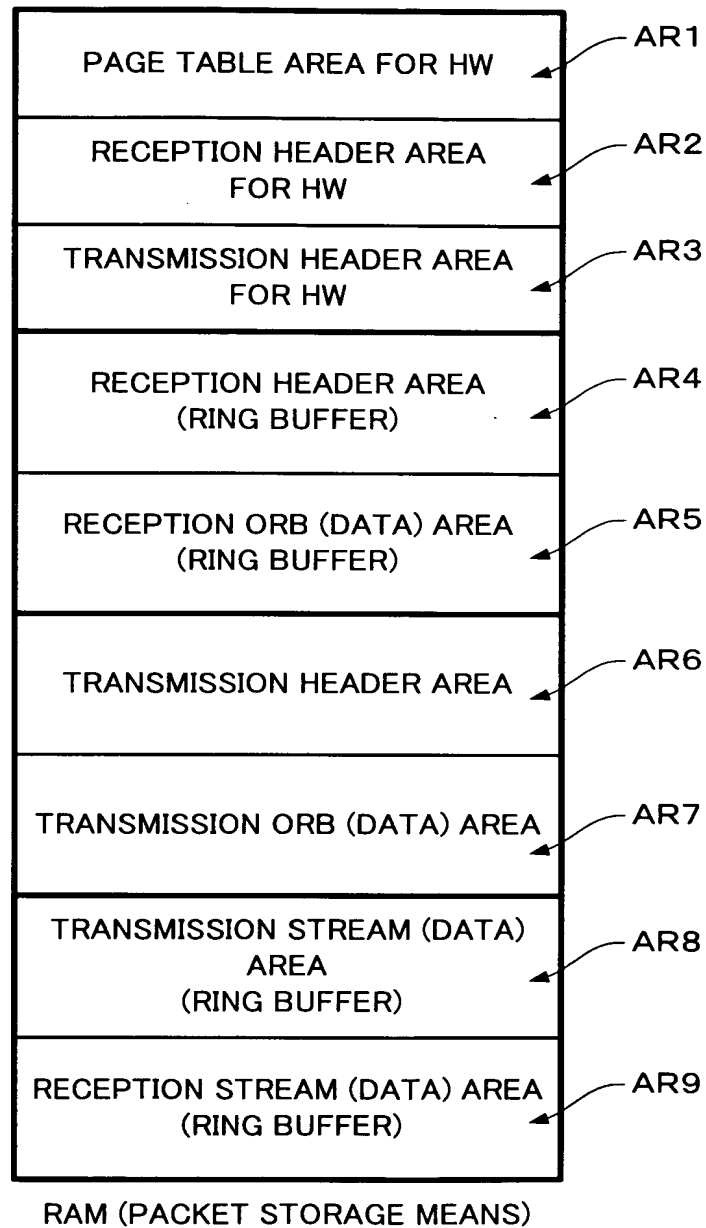 PAGE TABLE AREA FOR HW
AR1
RECEPTION HEADER AREA
FOR HW
AR2
TRANSMISSION HEADER AREA
FOR HW
AR3
RECEPTION HEADER AREA
(RING BUFFER)
AR4
RECEPTION ORB (DATA) AREA
(RING BUFFER)
AR5
TRANSMISSION HEADER AREA
AR6
TRANSMISSION ORB (DATA) AREA
AR7
TRANSMISSION STREAM (DATA)
AREA
(RING BUFFER)
AR8
RECEPTION STREAM (DATA) AREA
(RING BUFFER)
AR9
RAM (PACKET STORAGE MEANS)